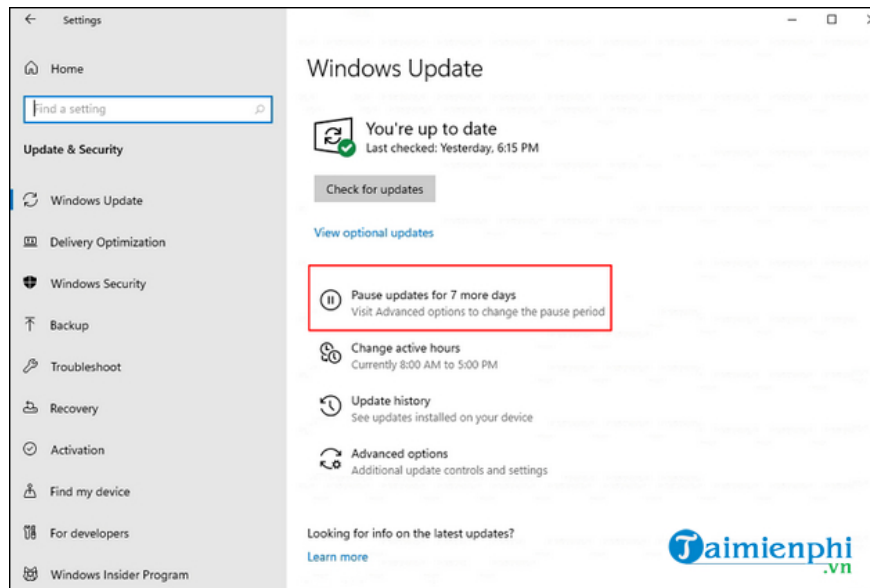 Settings
Home
Find a setting
Update & Security
Windows Update
Delivery Optimization
Windows Security
Backup
Troubleshoot
Recovery
Activation
Find my device
For developers
Windows Insider Program
Windows Update
You're up to date
Last checked: Yesterday, 6:15 PM
Check for updates
View optional updates
Pause updates for 7 more days
Visit Advanced options to change the pause period
Change active hours
Currently 8:00 AM to 5:00 PM
Update history
See updates installed on your device
Advanced options
Additional update controls and settings
Looking for info on the latest updates?
Learn more
Taimienphi
.vn